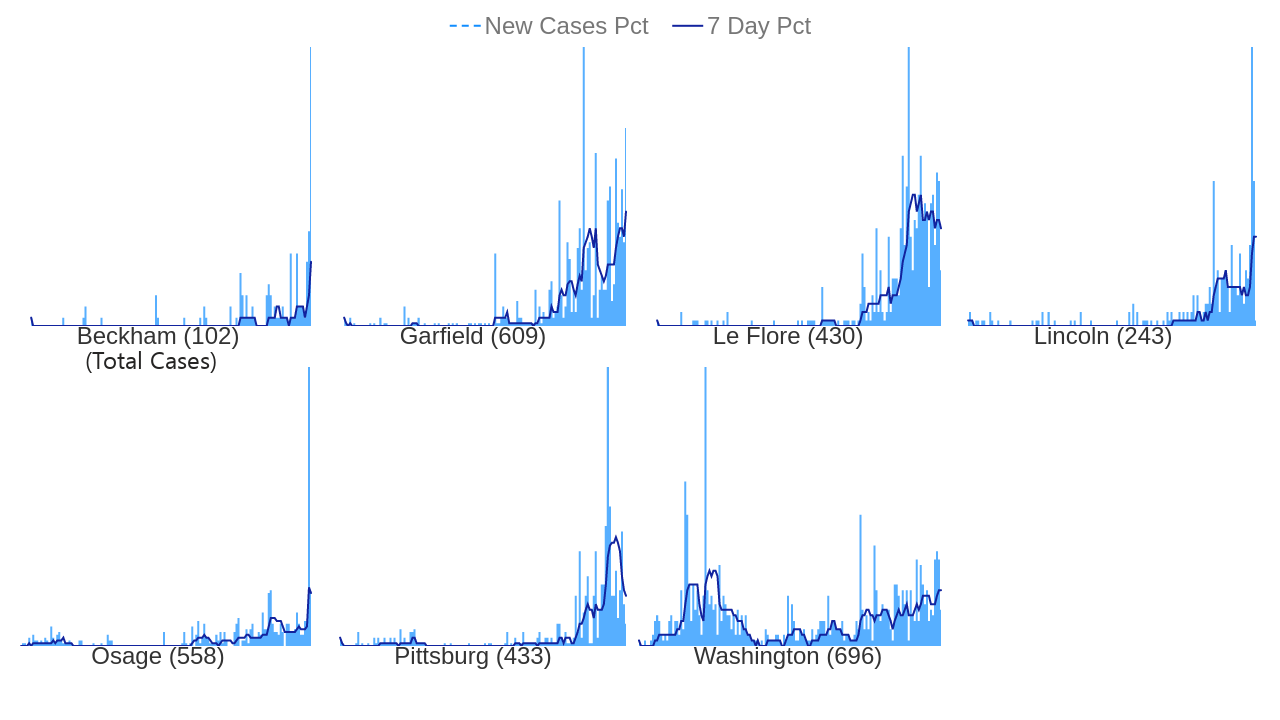 New Cases Pct 7 Day Pct
Beckham (102)
(Total Cases)
Garfield (609)
Le Flore (430)
Lincoln (243)
Osage (558)
Pittsburg (433)
Washington (696)